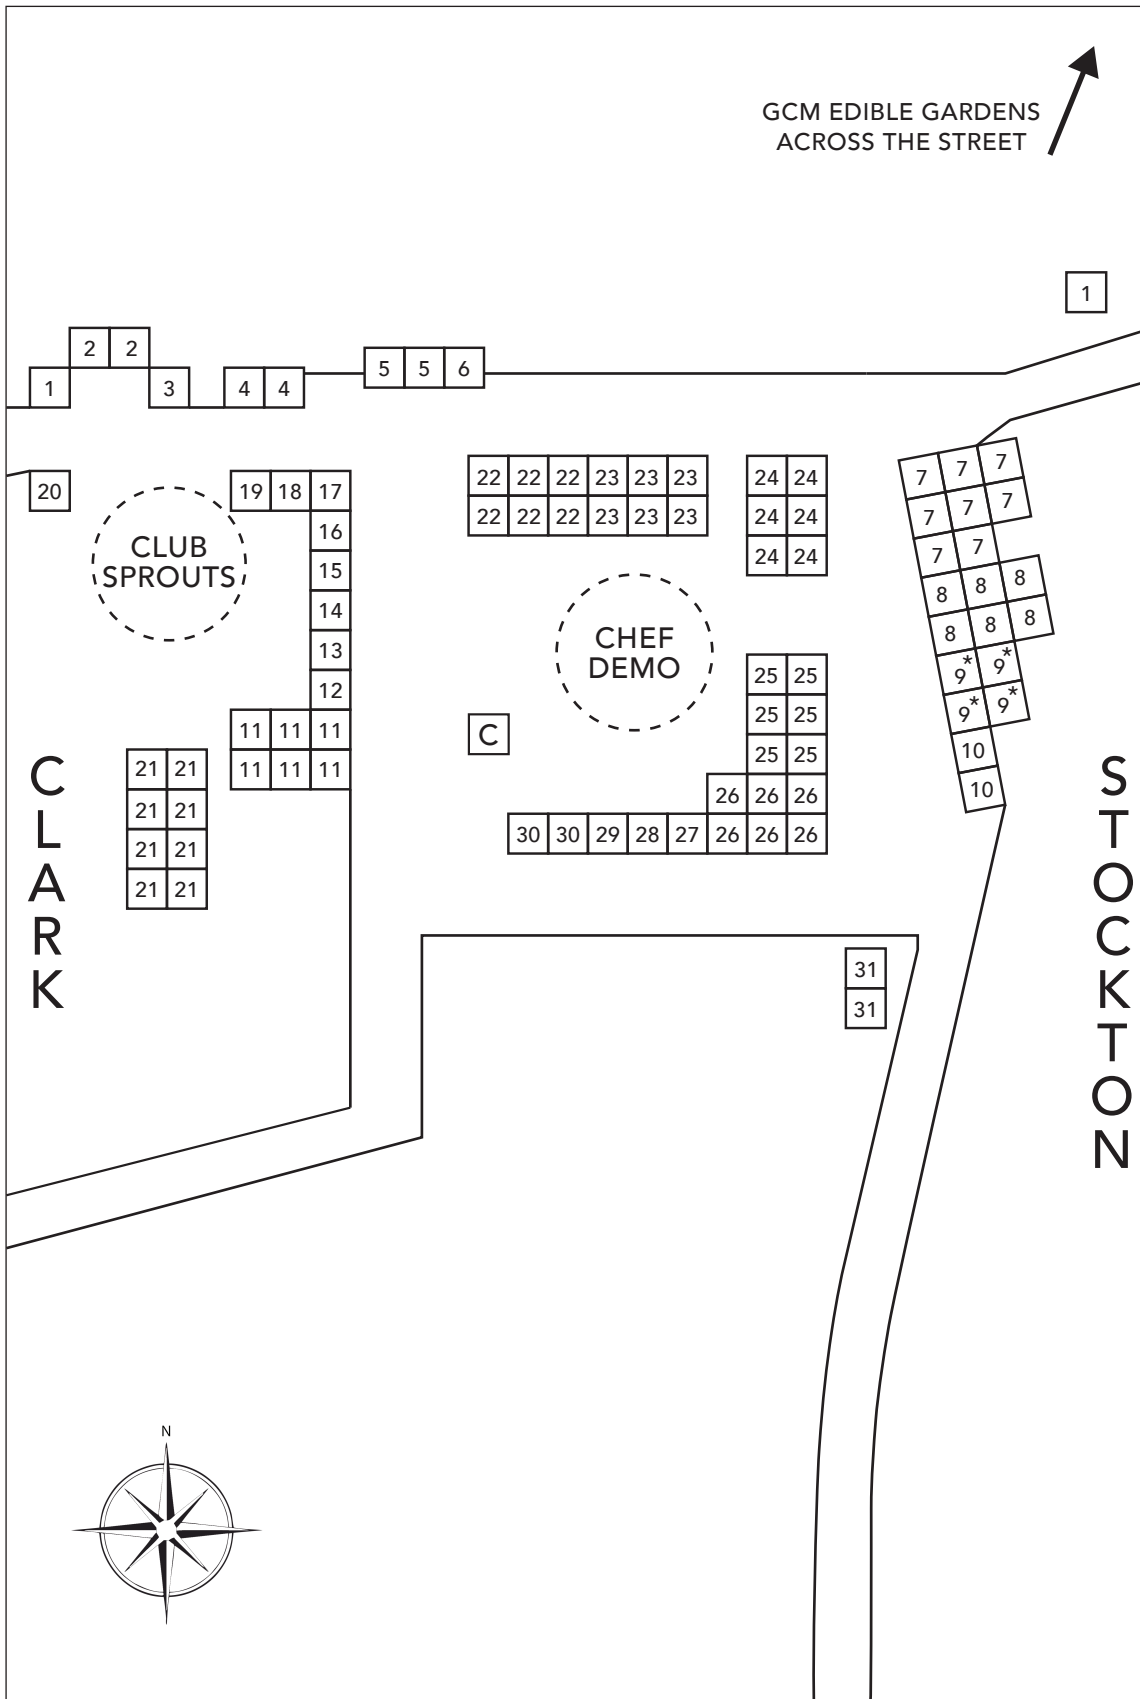 GCM EDIBLE GARDENS
ACROSS THE STREET
1
2 2
1 3 4 4 5 5 6
20
CLUB
SPROUTS
19 18 17
16
15
14
13
12
11 11 11
11 11 11
21 21
21 21
21 21
21 21
CLARK
22 22 22 23 23 23
22 22 22 23 23 23
24 24
24 24
24 24
CHEF
DEMO
C
25 25
25 25
25 25
26 26 26
30 30 29 28 27 26 26 26
7 7 7
7 7 7
7 7
8 8 8
8 8 8
9* 9*
9* 9*
10
10
STOCKTON
31
31
N